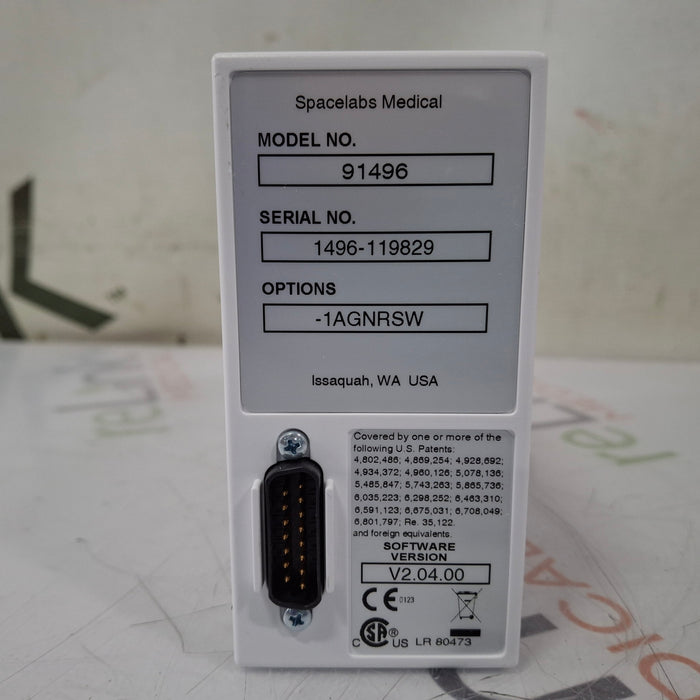 Spacelabs Medical
MODEL NO.
91496
SERIAL NO.
1496-119829
OPTIONS
-1AGNRSW
Issaquah, WA USA
Covered by one or more of the
following U.S. Patents:
4,802,486; 4,869,254; 4,928,692;
4,934,372; 4,960,126; 5,078,136;
5,485,847; 5,743,263; 5,865,736;
6,035,223; 6,298,252; 6,463,310;
6,591,123; 6,675,031; 6,708,049;
6,801,797; Re. 35,122.
and foreign equivalents.
SOFTWARE
VERSION
V2.04.00
CE 0123
C SA ® US LR 80473